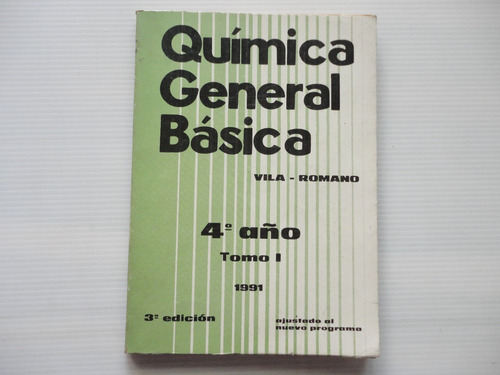 Química
General
Básica
VILA - ROMANO
4º año
Tomo I
1991
3ª edición
ajustado al
nuevo programa